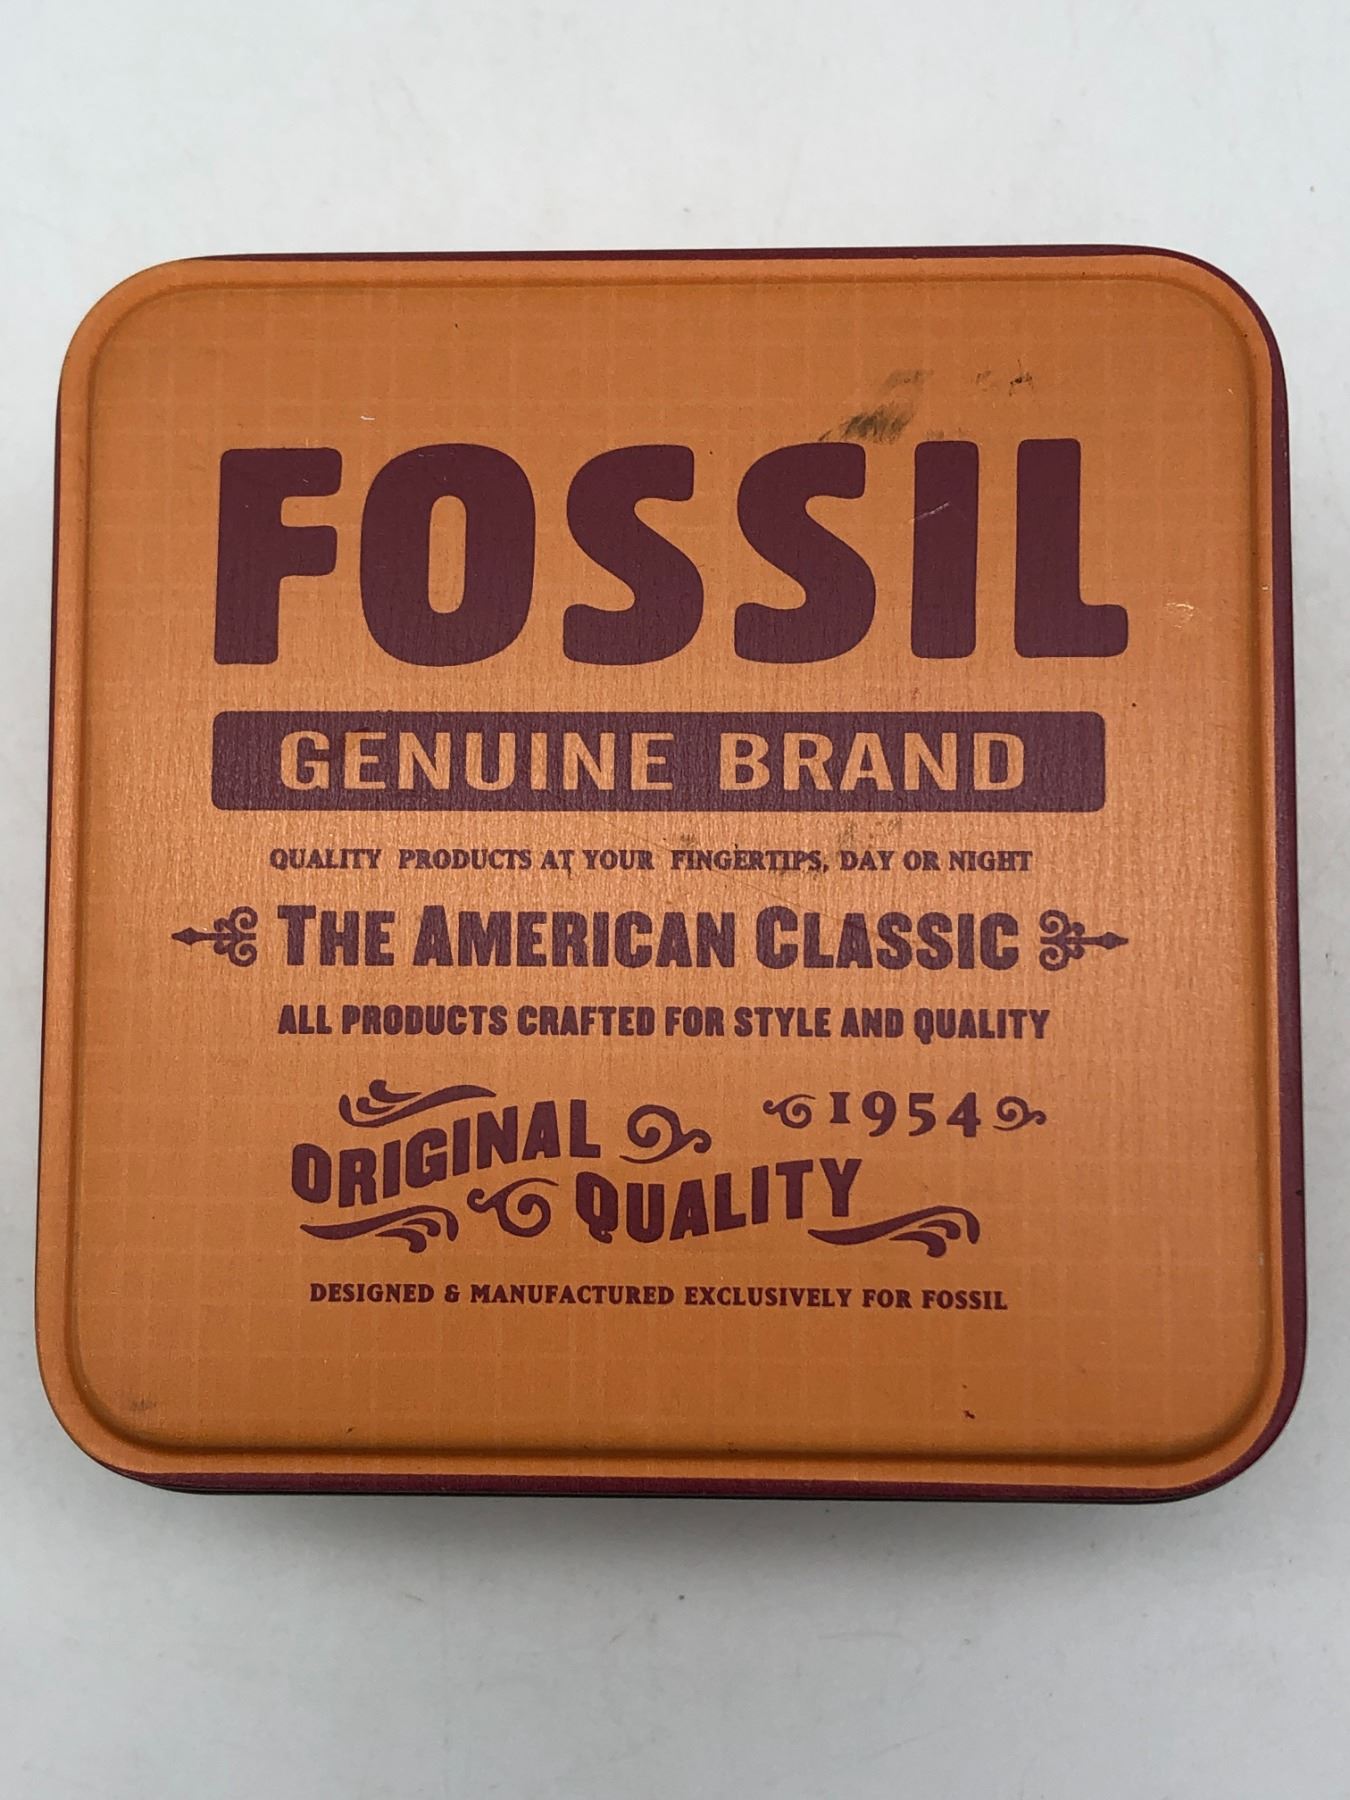 FOSSIL
GENUINE BRAND
QUALITY PRODUCTS AT YOUR FINGERTIPS, DAY OR NIGHT
THE AMERICAN CLASSIC
ALL PRODUCTS CRAFTED FOR STYLE AND QUALITY
ORIGINAL QUALITY
1954
DESIGNED & MANUFACTURED EXCLUSIVELY FOR FOSSIL